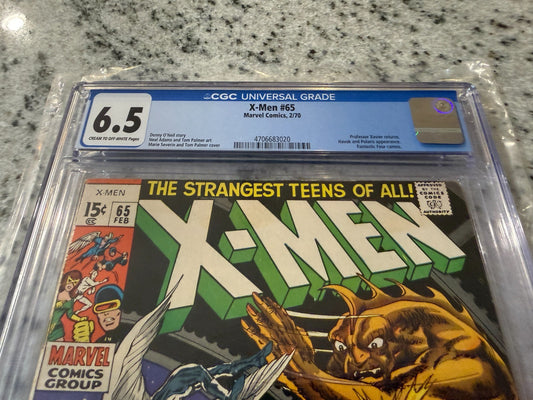 CGC UNIVERSAL GRADE
6.5
CREAM TO OFF-WHITE Pages
X-Men #65
Marvel Comics, 2/70
Denny O'Neil story
Neal Adams and Tom Palmer art
Marie Severin and Tom Palmer cover
4706683020
Professor Xavier returns.
Havok and Polaris appearance.
Fantastic Four cameo.
X-MEN
15¢
65
FEB
CC
MARVEL
COMICS
GROUP
THE STRANGEST TEENS OF ALL!
X-MEN
APPROVED
BY THE
COMICS
CODE
AUTHORITY